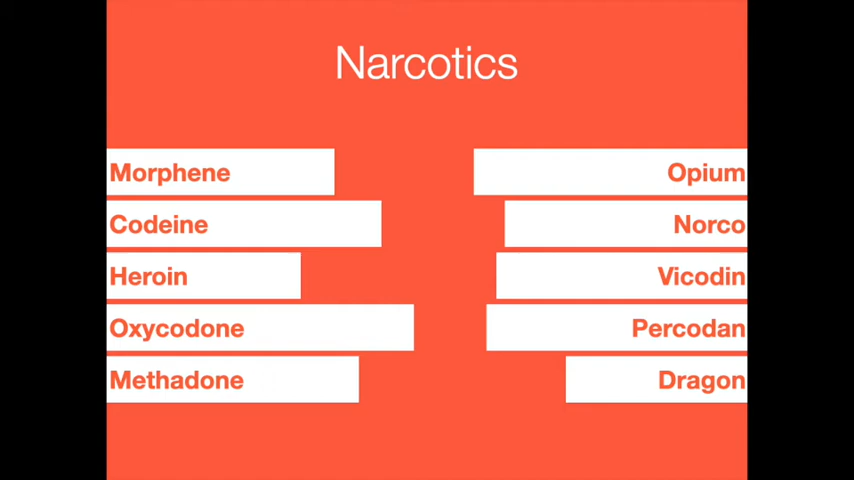 Narcotics
Morphene
Opium
Codeine
Norco
Heroin
Vicodin
Oxycodone
Percodan
Methadone
Dragon